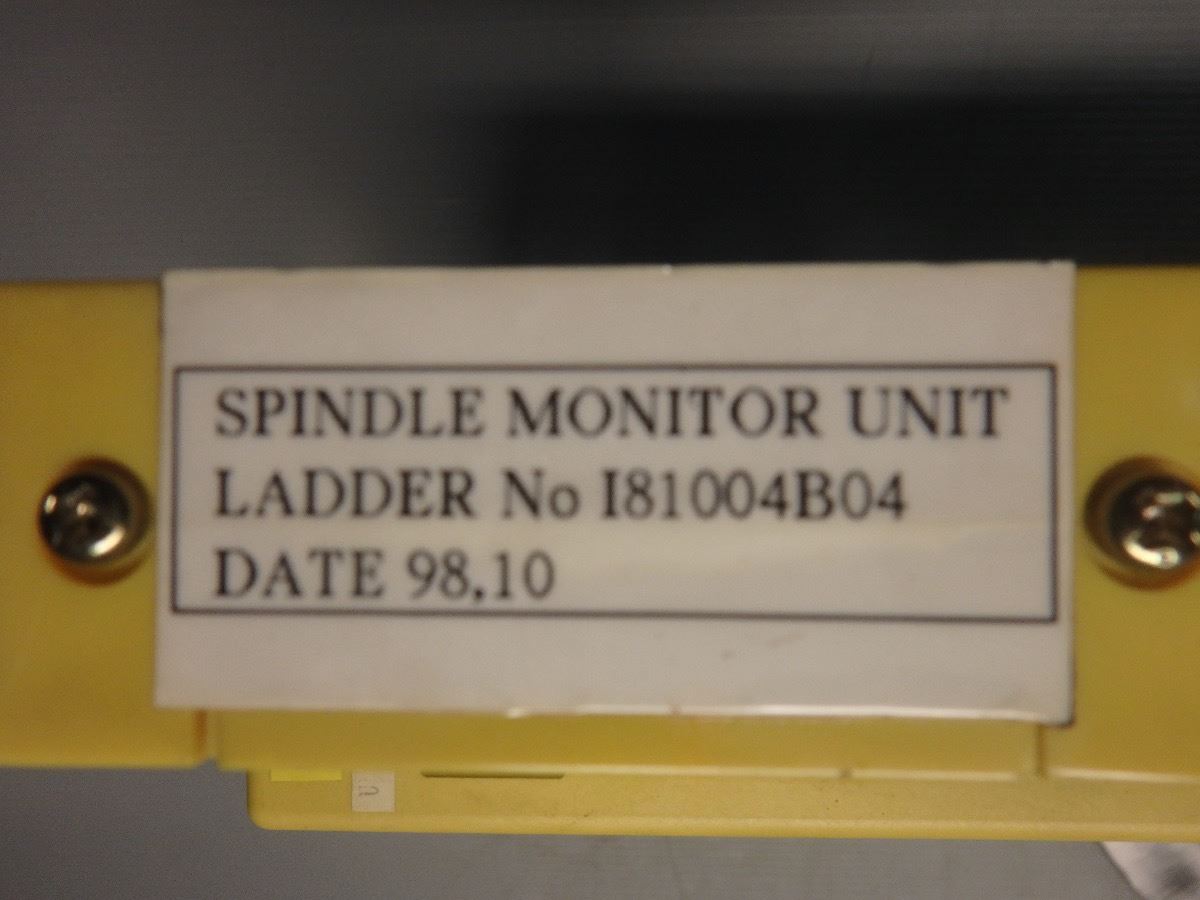 SPINDLE MONITOR UNIT
LADDER No I81004B04
DATE 98,10